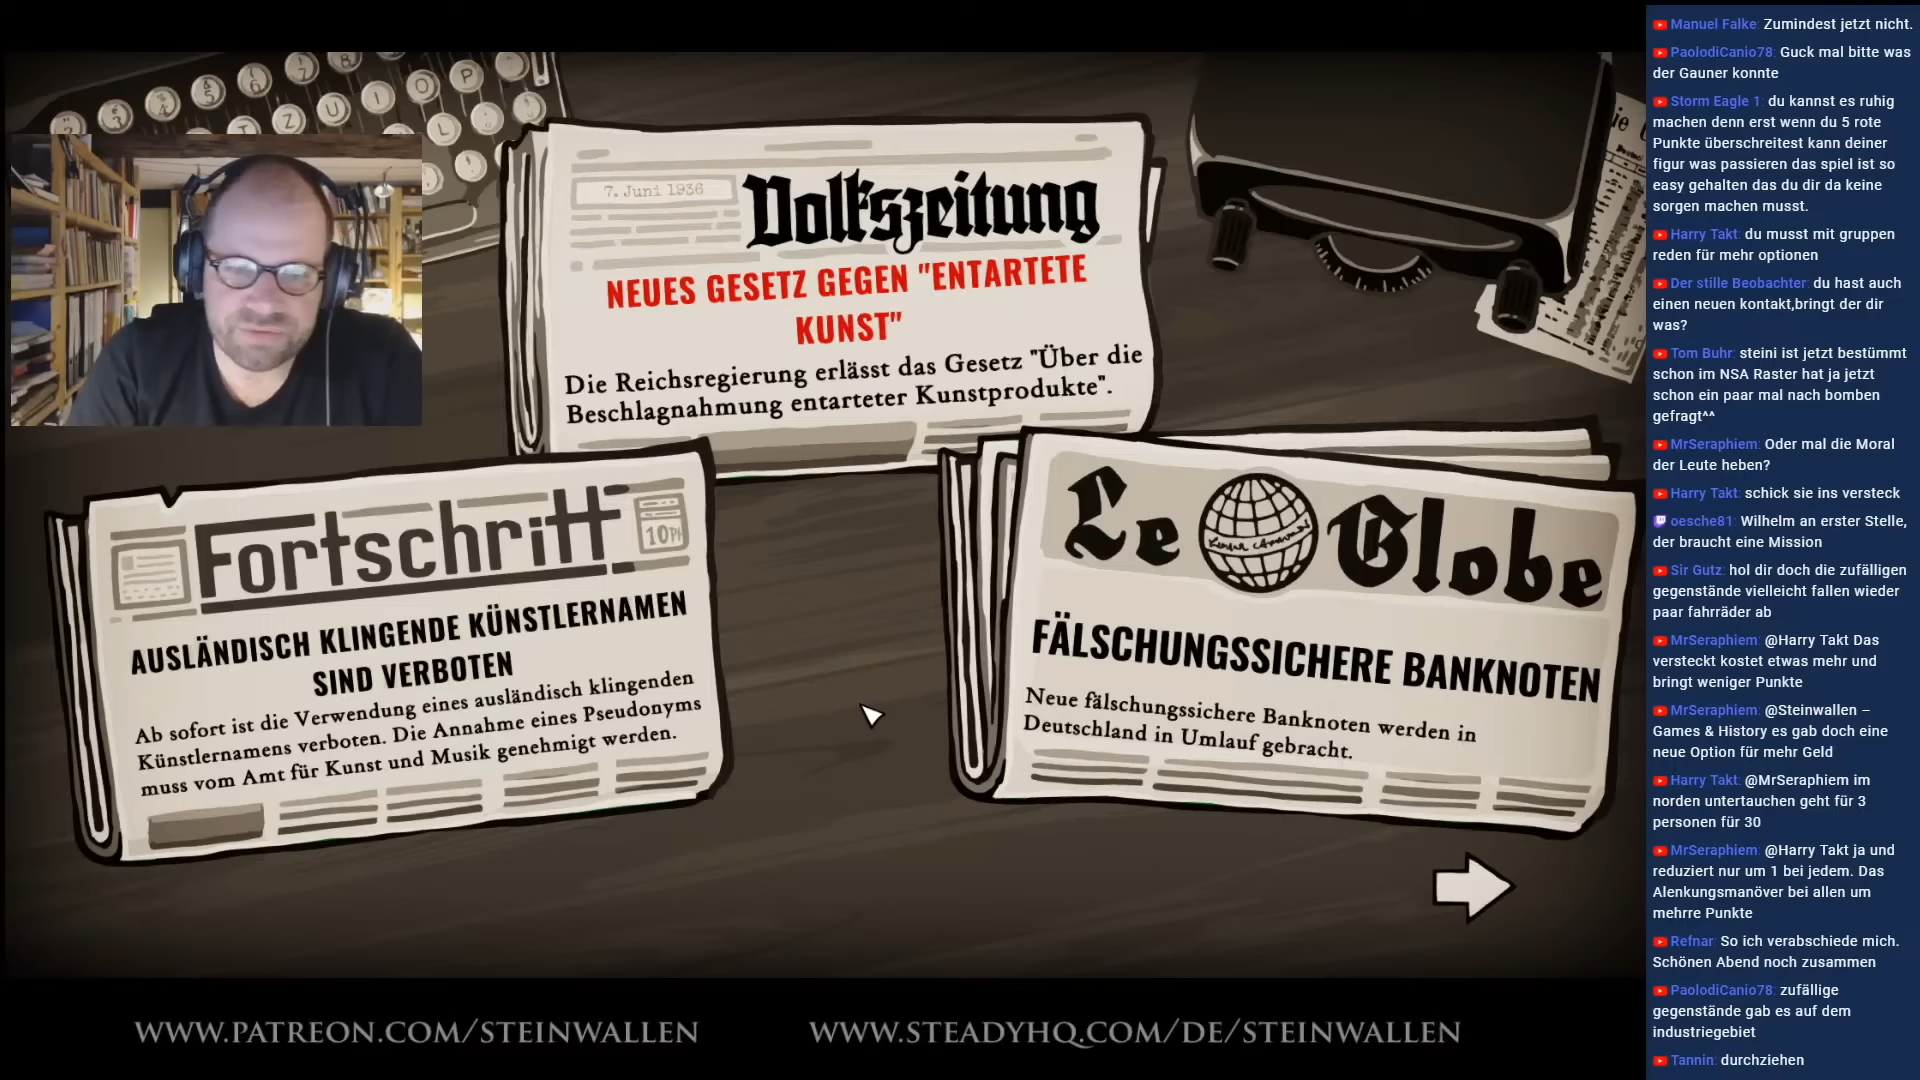 7. Juni 1936
Volkszeitung
NEUES GESETZ GEGEN "ENTARTETE
KUNST"
Die Reichsregierung erlässt das Gesetz "Über die
Beschlagnahmung entarteter Kunstprodukte".
Fortschritt
10Pf
AUSLÄNDISCH KLINGENDE KÜNSTLERNAMEN
SIND VERBOTEN
Ab sofort ist die Verwendung eines ausländisch klingenden
Künstlernamens verboten. Die Annahme eines Pseudonyms
muss vom Amt für Kunst und Musik genehmigt werden.
Le Globe
FÄLSCHUNGSSICHERE BANKNOTEN
Neue fälschungssichere Banknoten werden in
Deutschland in Umlauf gebracht.
WWW.PATREON.COM/STEINWALLEN
WWW.STEADYHQ.COM/DE/STEINWALLEN
Manuel Falke: Zumindest jetzt nicht.
PaolodiCanio78: Guck mal bitte was
der Gauner konnte
Storm Eagle 1: du kannst es ruhig
machen denn erst wenn du 5 rote
Punkte überschreitest kann deiner
figur was passieren das spiel ist so
easy gehalten das du dir da keine
sorgen machen musst.
Harry Takt: du musst mit gruppen
reden für mehr optionen
Der stille Beobachter: du hast auch
einen neuen kontakt,bringt der dir
was?
Tom Buhr: steini ist jetzt bestümmt
schon im NSA Raster hat ja jetzt
schon ein paar mal nach bomben
gefragt^^
MrSeraphiem: Oder mal die Moral
der Leute heben?
Harry Takt: schick sie ins versteck
oesche81: Wilhelm an erster Stelle,
der braucht eine Mission
Sir Gutz: hol dir doch die zufälligen
gegenstände vielleicht fallen wieder
paar fahrräder ab
MrSeraphiem: @Harry Takt Das
versteckt kostet etwas mehr und
bringt weniger Punkte
MrSeraphiem: @Steinwallen –
Games & History es gab doch eine
neue Option für mehr Geld
Harry Takt: @MrSeraphiem im
norden untertauchen geht für 3
personen für 30
MrSeraphiem: @Harry Takt ja und
reduziert nur um 1 bei jedem. Das
Alenkungsmanöver bei allen um
mehrre Punkte
Refnar: So ich verabschiede mich.
Schönen Abend noch zusammen
PaolodiCanio78: zufällige
gegenstände gab es auf dem
industriegebiet
Tannin: durchziehen